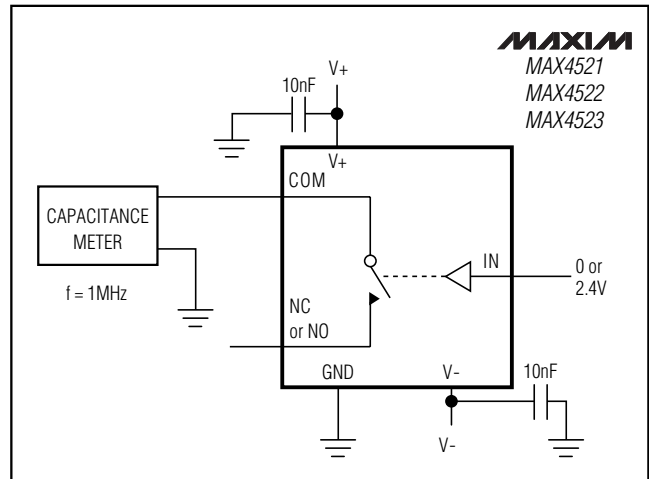 MAXIM
MAX4521
MAX4522
MAX4523
V+
10nF
V+
COM
CAPACITANCE
METER
f = 1MHz
IN
0 or
2.4V
NC
or NO
GND
V-
10nF
V-